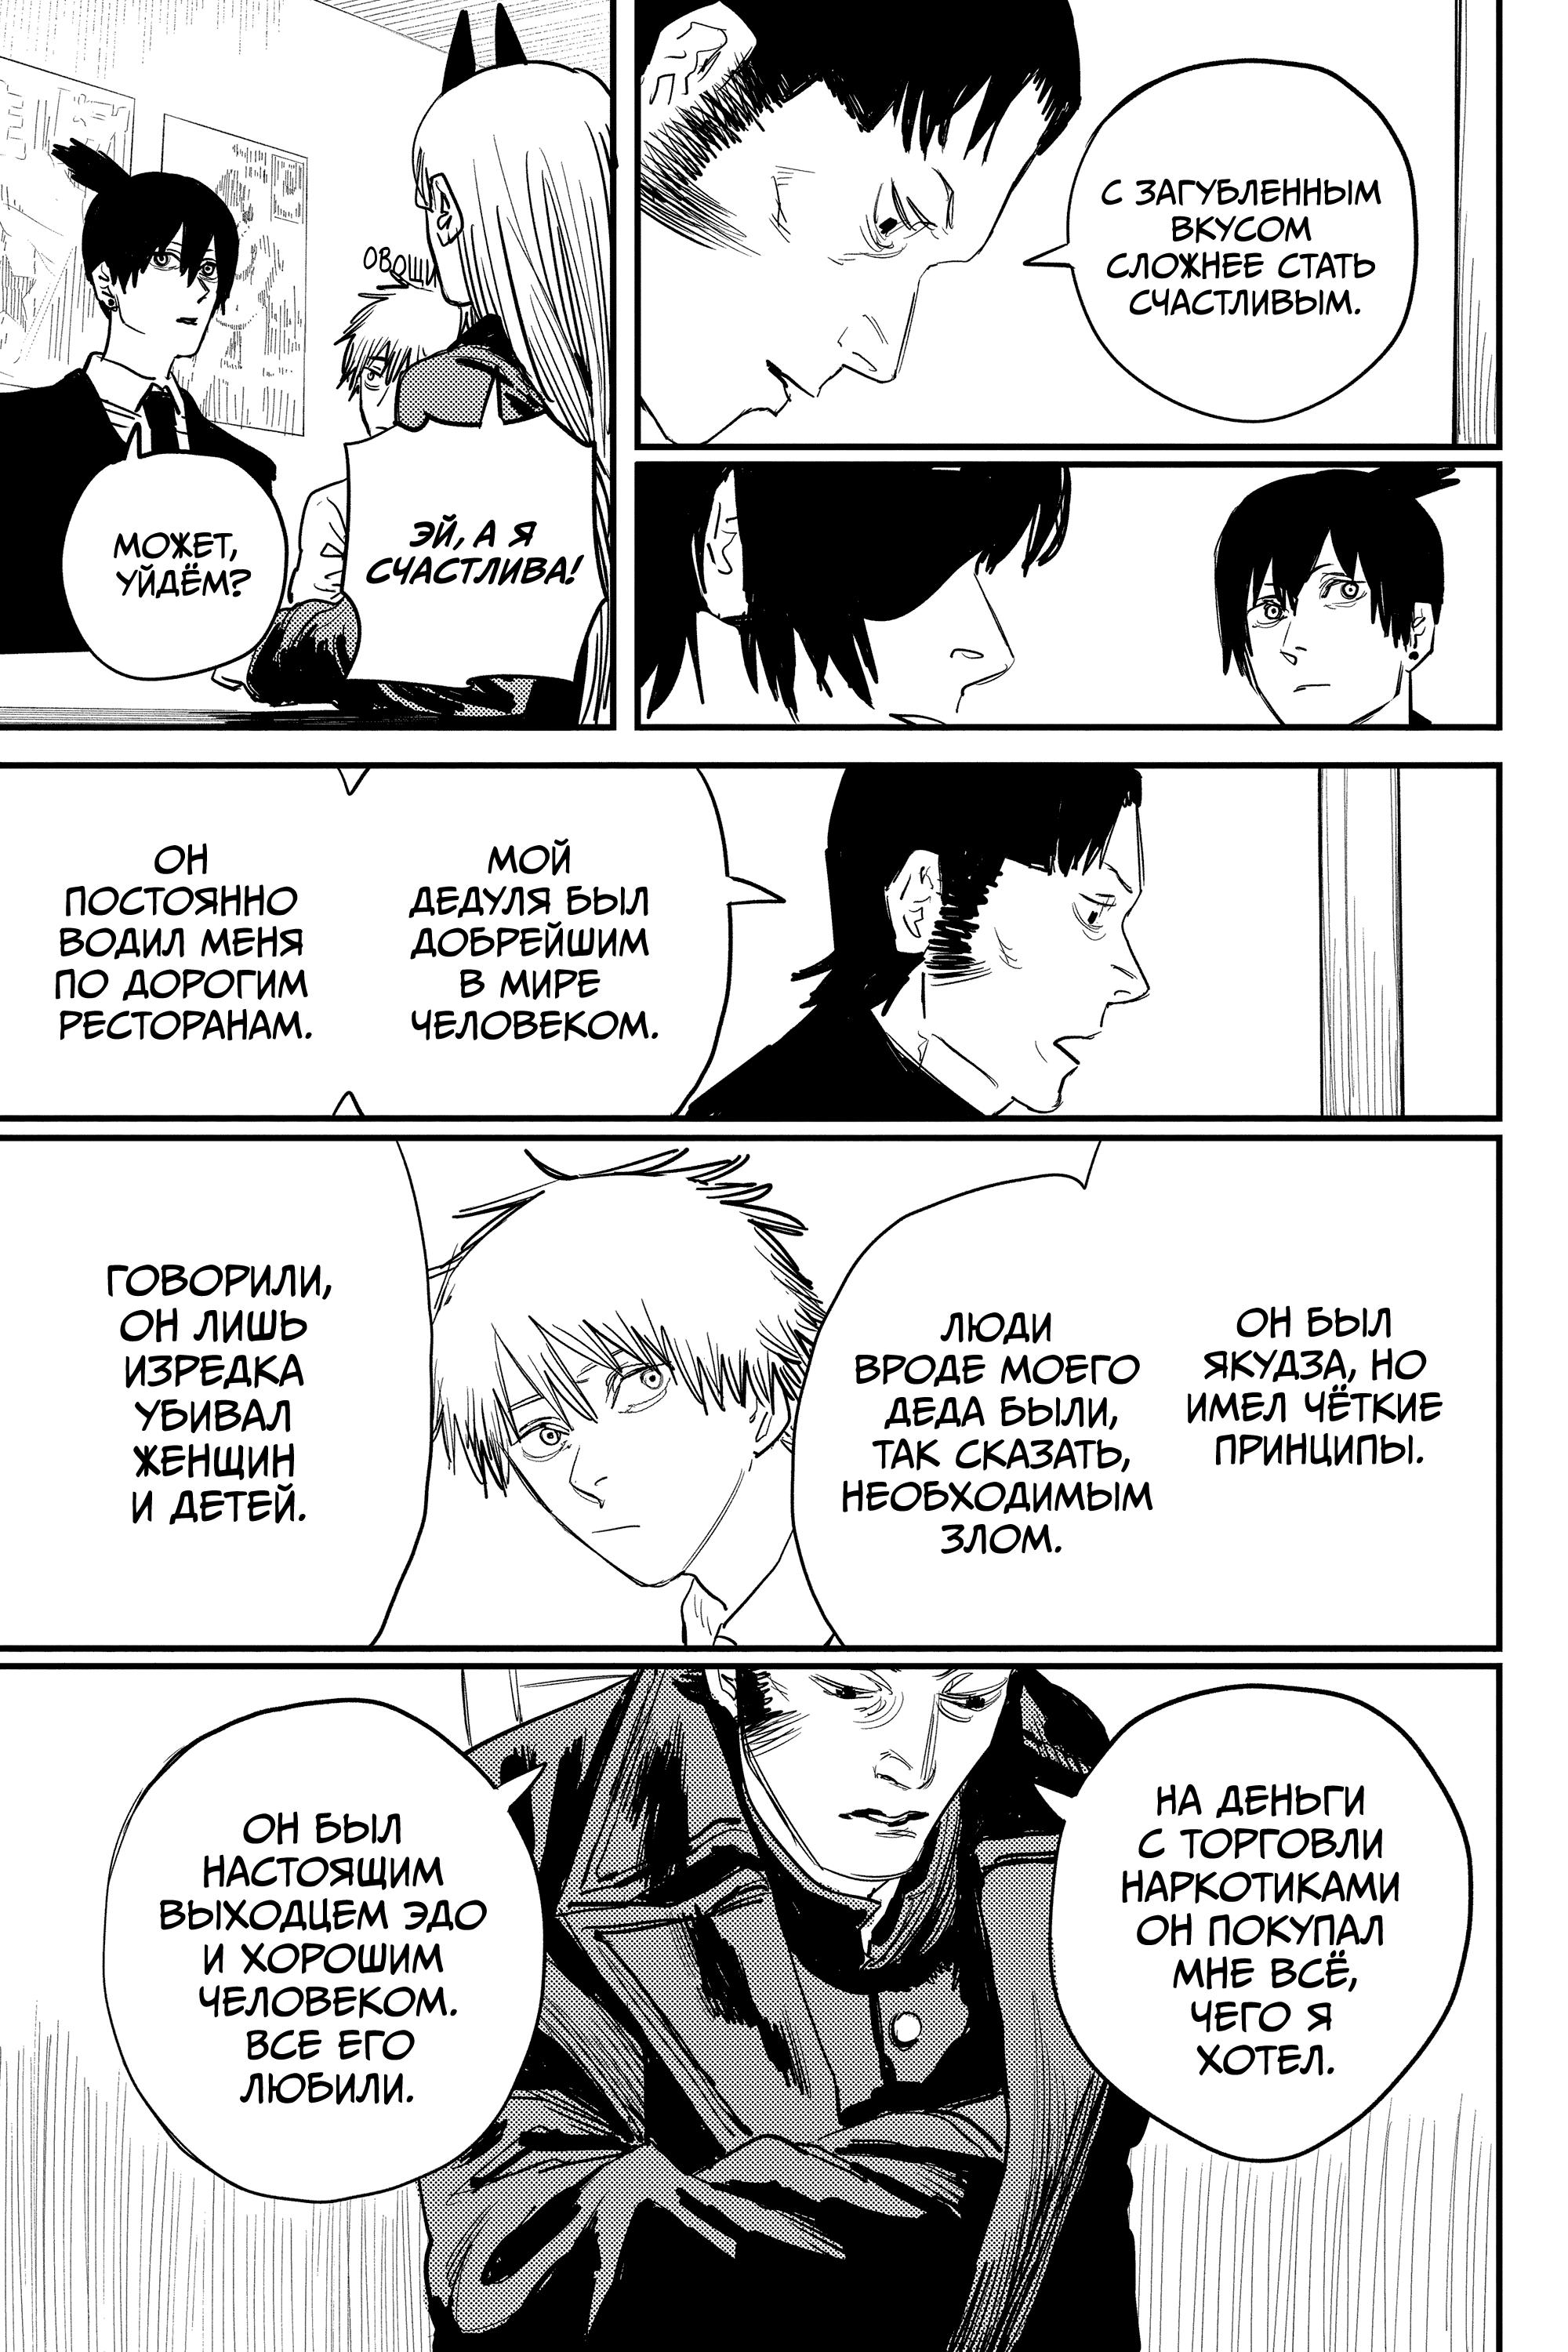 С ЗАГУБЛЕННЫМ
ВКУСОМ
СЛОЖНЕЕ СТАТЬ
СЧАСТЛИВЫМ.
ОВОЩИ
ЭЙ, А Я
СЧАСТЛИВА!
МОЖЕТ,
УЙДЁМ?
МОЙ
ДЕДУЛЯ БЫЛ
ДОБРЕЙШИМ
В МИРЕ
ЧЕЛОВЕКОМ.
ОН
ПОСТОЯННО
ВОДИЛ МЕНЯ
ПО ДОРОГИМ
РЕСТОРАНАМ.
ОН БЫЛ
ЯКУДЗА, НО
ИМЕЛ ЧЁТКИЕ
ПРИНЦИПЫ.
ЛЮДИ
ВРОДЕ МОЕГО
ДЕДА БЫЛИ,
ТАК СКАЗАТЬ,
НЕОБХОДИМЫМ
ЗЛОМ.
ГОВОРИЛИ,
ОН ЛИШЬ
ИЗРЕДКА
УБИВАЛ
ЖЕНЩИН
И ДЕТЕЙ.
НА ДЕНЬГИ
С ТОРГОВЛИ
НАРКОТИКАМИ
ОН ПОКУПАЛ
МНЕ ВСЁ,
ЧЕГО Я
ХОТЕЛ.
ОН БЫЛ
НАСТОЯЩИМ
ВЫХОДЦЕМ ЭДО
И ХОРОШИМ
ЧЕЛОВЕКОМ.
ВСЕ ЕГО
ЛЮБИЛИ.